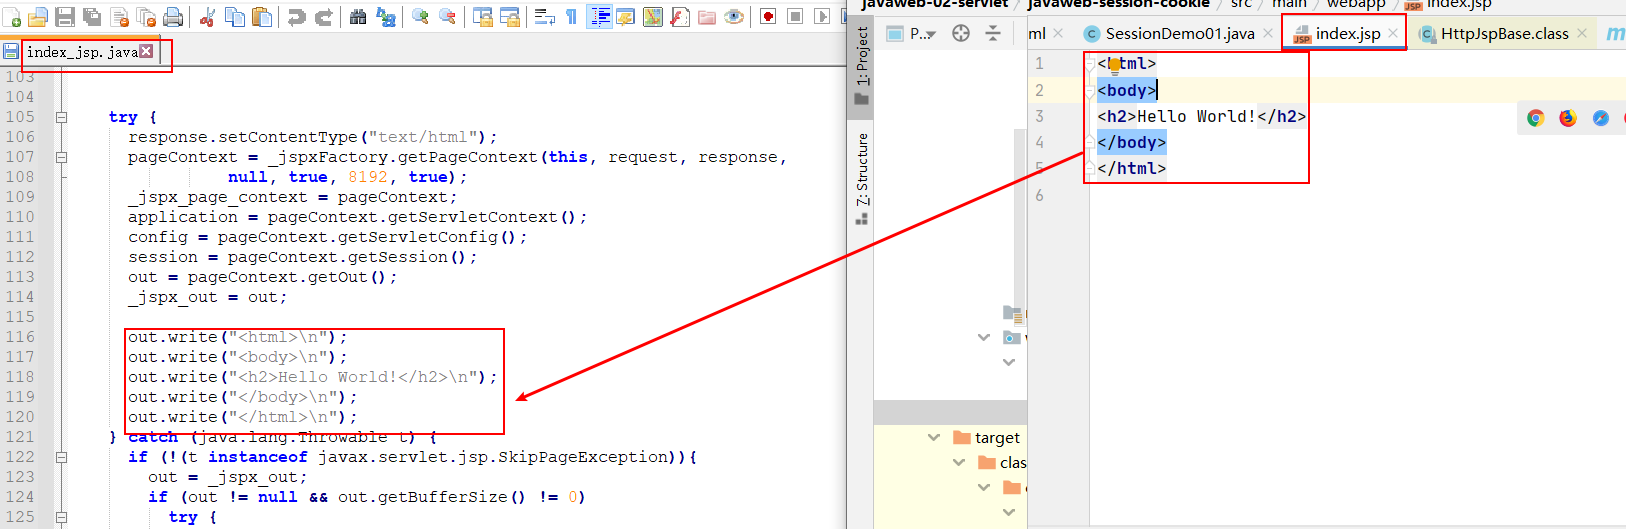 index_jsp.java
103
104
105 try {
106 response.setContentType("text/html");
107 pageContext = _jspxFactory.getPageContext(this, request, response,
108 null, true, 8192, true);
109 _jspx_page_context = pageContext;
110 application = pageContext.getServletContext();
111 config = pageContext.getServletConfig();
112 session = pageContext.getSession();
113 out = pageContext.getOut();
114 _jspx_out = out;
115
116 out.write("<html>\n");
117 out.write("<body>\n");
118 out.write("<h2>Hello World!</h2>\n");
119 out.write("</body>\n");
120 out.write("</html>\n");
121 } catch (java.lang.Throwable t) {
122 if (!(t instanceof javax.servlet.jsp.SkipPageException)){
123 out = _jspx_out;
124 if (out != null && out.getBufferSize() != 0)
125 try {
javaweb-02-servlet / javaweb-session-cookie / src / main / webapp / JSP index.jsp
1: Project
7: Structure
P...
ml
C SessionDemo01.java
JSP index.jsp
HttpJspBase.class
m
1 <html>
2 <body>
3 <h2>Hello World!</h2>
4 </body>
5 </html>
6
target
clas